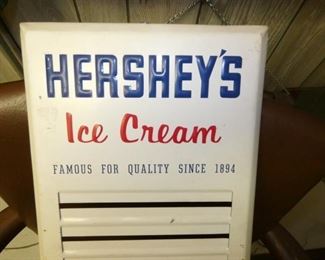 HERSHEY'S
Ice Cream
FAMOUS FOR QUALITY SINCE 1894